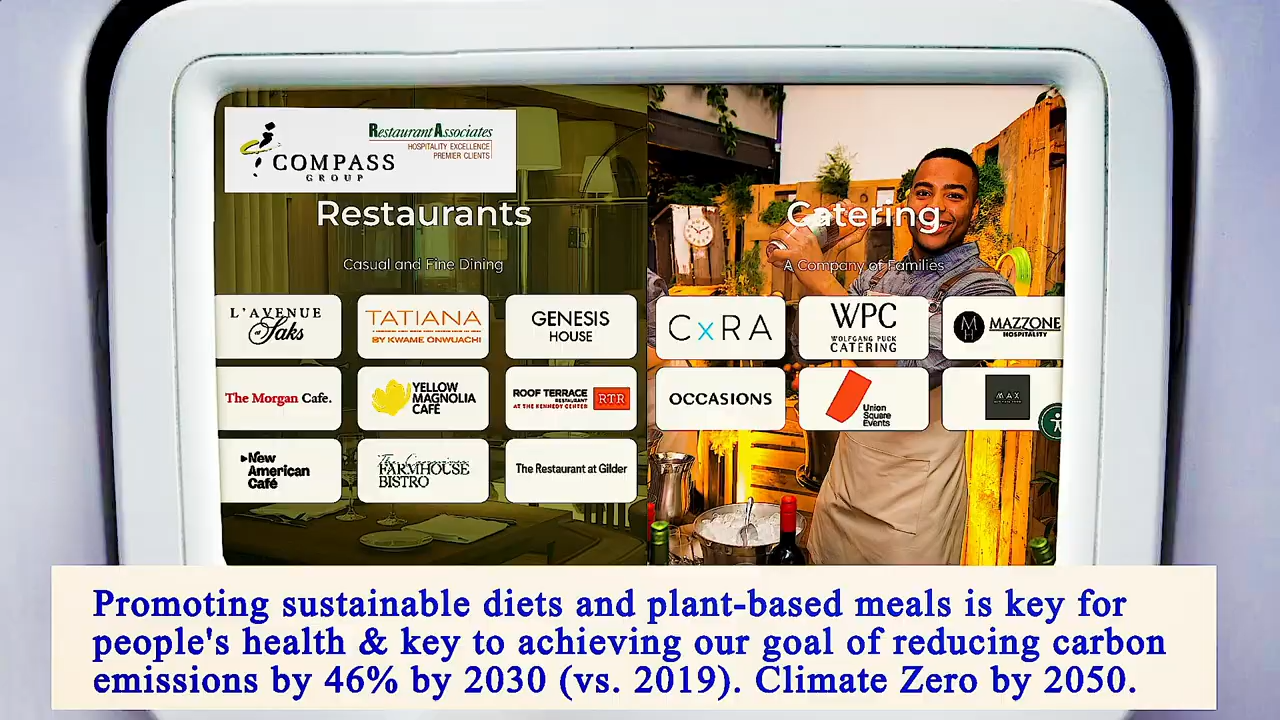 COMPASS
GROUP
Restaurant Associates
HOSPITALITY EXCELLENCE
PREMIER CLIENTS
Restaurants
Casual and Fine Dining
L'AVENUE
at Saks
TATIANA
BY KWAME ONWUACHI
GENESIS
HOUSE
The Morgan Cafe.
YELLOW
MAGNOLIA
CAFÉ
ROOF TERRACE
RESTAURANT
AT THE KENNEDY CENTER
RTR
New
American
Café
FARMHOUSE
BISTRO
The Restaurant at Gilder
Catering
A Company of Families
CxRA
WPC
WOLFGANG PUCK
CATERING
MH
MAZZONE
HOSPITALITY
OCCASIONS
Union
Square
Events
MAX
Promoting sustainable diets and plant-based meals is key for
people's health & key to achieving our goal of reducing carbon
emissions by 46% by 2030 (vs. 2019). Climate Zero by 2050.